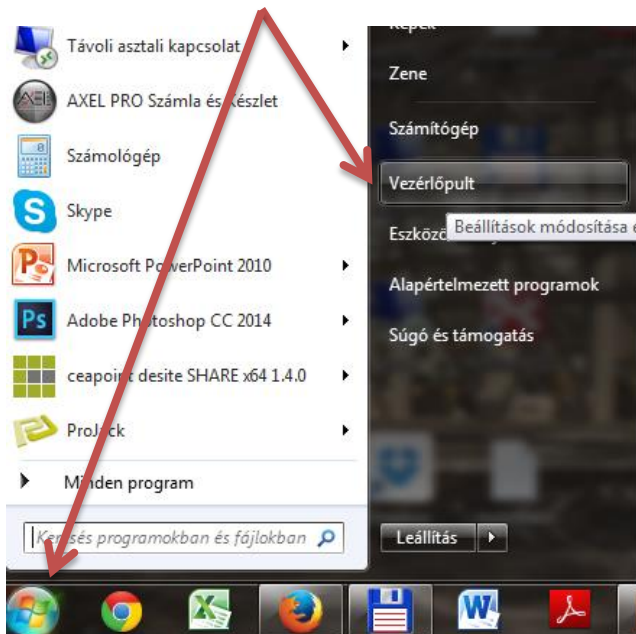 Távoli asztali kapcsolat
AXEL PRO Számla és Készlet
Számológép
Skype
Microsoft PowerPoint 2010
Adobe Photoshop CC 2014
ceapoint desite SHARE x64 1.4.0
ProJack
Minden program
Keresés programokban és fájlokban
Képek
Zene
Számítógép
Vezérlőpult
Beállítások módosítása
Alapértelmezett programok
Súgó és támogatás
Leállítás